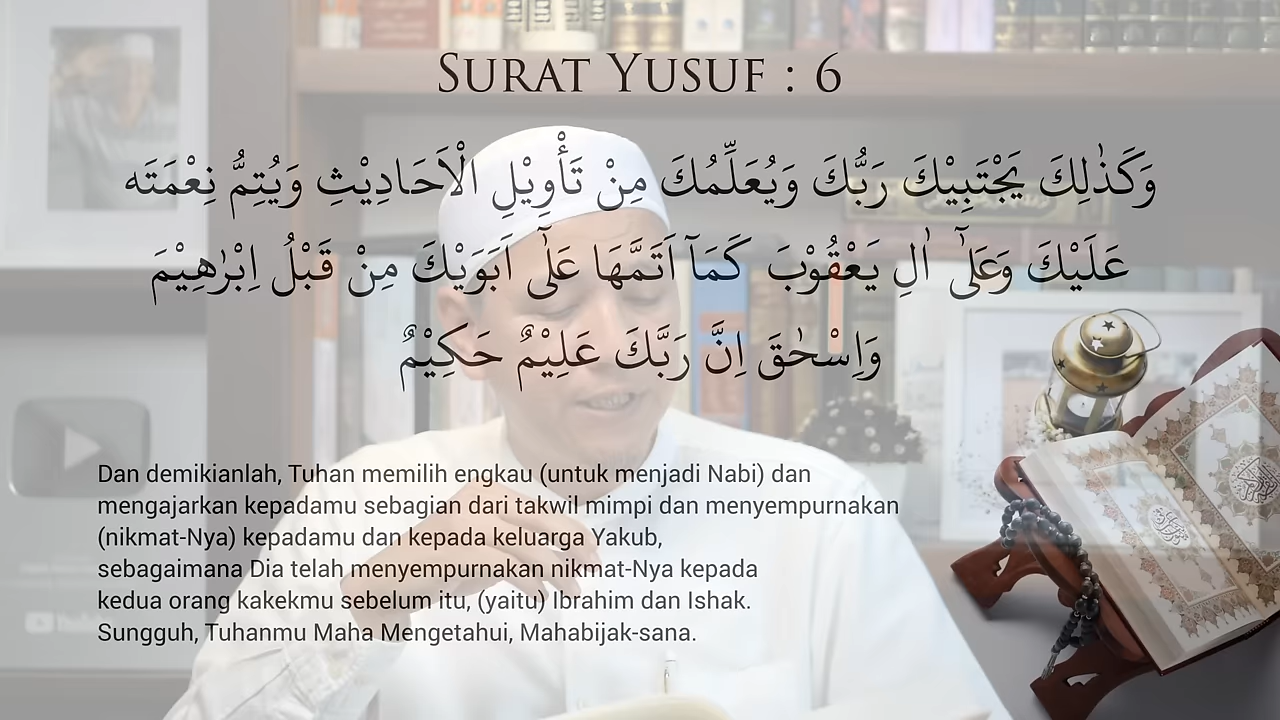 SURAT YUSUF : 6
وَكَذٰلِكَ يَجْتَبِيْكَ رَبُّكَ وَيُعَلِّمُكَ مِنْ تَأْوِيْلِ الْاَحَادِيْثِ وَيُتِمُّ نِعْمَتَه
عَلَيْكَ وَعَلٰٓى اٰلِ يَعْقُوْبَ كَمَآ اَتَمَّهَا عَلٰٓى اَبَوَيْكَ مِنْ قَبْلُ اِبْرٰهِيْمَ
وَاِسْحٰقَ اِنَّ رَبَّكَ عَلِيْمٌ حَكِيْمٌ
Dan demikianlah, Tuhan memilih engkau (untuk menjadi Nabi) dan
mengajarkan kepadamu sebagian dari takwil mimpi dan menyempurnakan
(nikmat-Nya) kepadamu dan kepada keluarga Yakub,
sebagaimana Dia telah menyempurnakan nikmat-Nya kepada
kedua orang kakekmu sebelum itu, (yaitu) Ibrahim dan Ishak.
Sungguh, Tuhanmu Maha Mengetahui, Mahabijak-sana.